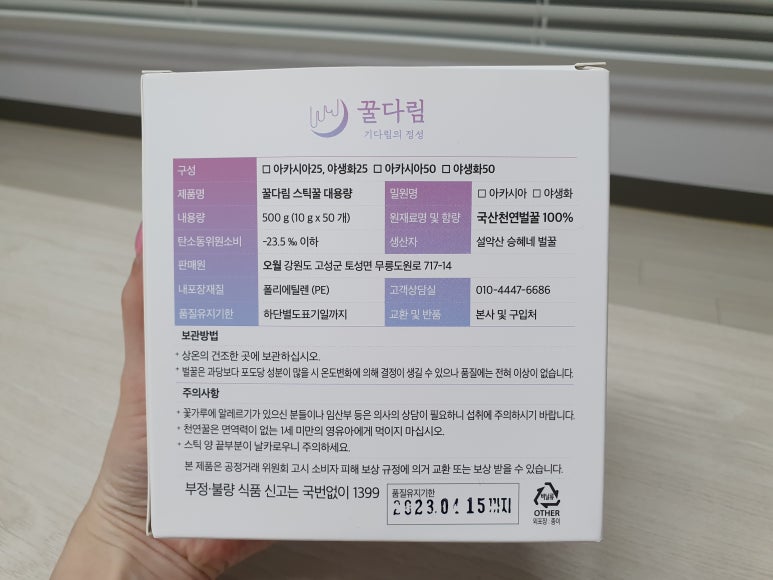 꿀다림
기다림의 정성
구성 □ 아카시아25, 야생화25 □ 아카시아50 □ 야생화50
제품명 꿀다림 스틱꿀 대용량 밀원명 □ 아카시아 □ 야생화
내용량 500 g (10 g x 50 개) 원재료명 및 함량 국산천연벌꿀 100%
탄소동위원소비 -23.5 ‰ 이하 생산자 설악산 승혜네 벌꿀
판매원 오월 강원도 고성군 토성면 무릉도원로 717-14
내포장재질 폴리에틸렌 (PE) 고객상담실 010-4447-6686
품질유지기한 하단별도표기일까지 교환 및 반품 본사 및 구입처
보관방법
+ 상온의 건조한 곳에 보관하십시오.
+ 벌꿀은 과당보다 포도당 성분이 많을 시 온도변화에 의해 결정이 생길 수 있으나 품질에는 전혀 이상이 없습니다.
주의사항
+ 꽃가루에 알레르기가 있으신 분들이나 임산부 등은 의사의 상담이 필요하니 섭취에 주의하시기 바랍니다.
+ 천연꿀은 면역력이 없는 1세 미만의 영유아에게 먹이지 마십시오.
+ 스틱 양 끝부분이 날카로우니 주의하세요.
본 제품은 공정거래 위원회 고시 소비자 피해 보상 규정에 의거 교환 또는 보상 받을 수 있습니다.
부정·불량 식품 신고는 국번없이 1399
품질유지기한
2023.04.15까지
비닐류
OTHER
외포장 : 종이